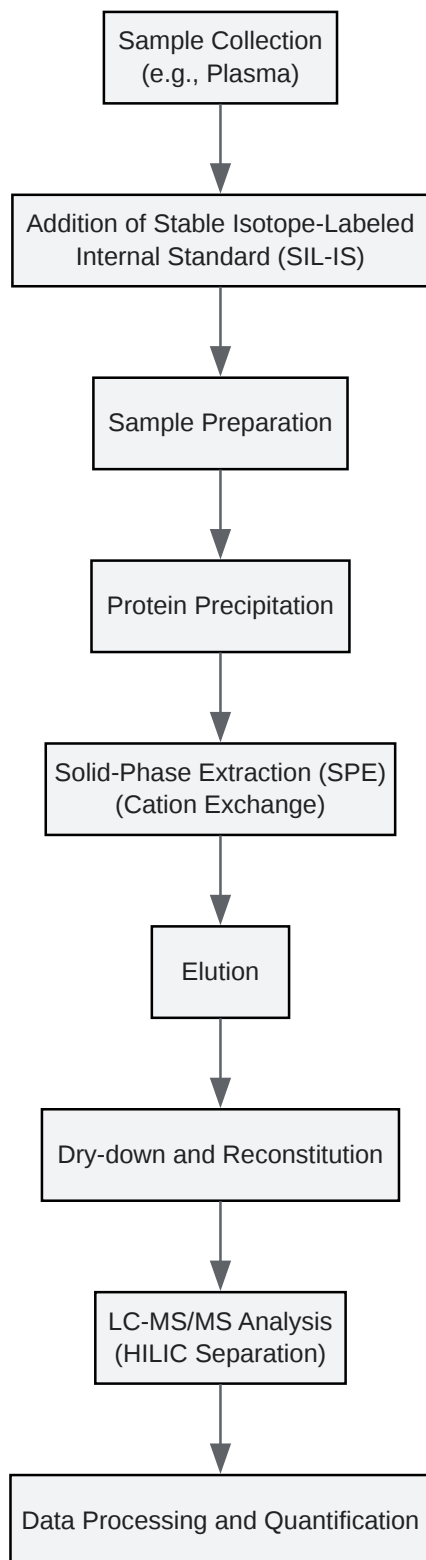 Sample Collection
(e.g., Plasma)
Addition of Stable Isotope-Labeled
Internal Standard (SIL-IS)
Sample Preparation
Protein Precipitation
Solid-Phase Extraction (SPE)
(Cation Exchange)
Elution
Dry-down and Reconstitution
LC-MS/MS Analysis
(HILIC Separation)
Data Processing and Quantification